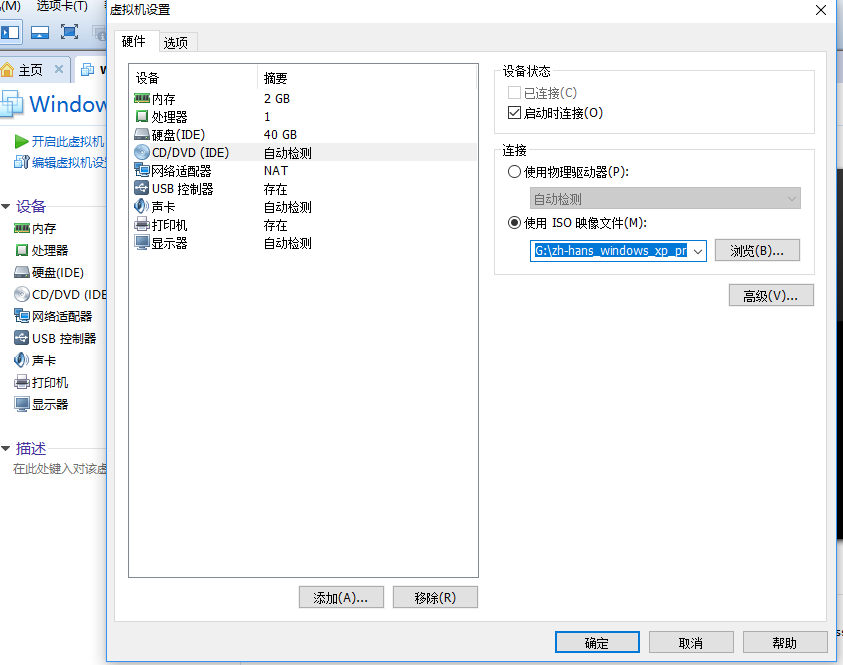 (M) 选项卡(T)
虚拟机设置
硬件 选项
主页
Window
开启此虚拟机
编辑虚拟机设
设备
内存
处理器
硬盘(IDE)
CD/DVD (IDE
网络适配器
USB 控制器
声卡
打印机
显示器
描述
在此处键入对该虚
设备 摘要
内存 2 GB
处理器 1
硬盘(IDE) 40 GB
CD/DVD (IDE) 自动检测
网络适配器 NAT
USB 控制器 存在
声卡 自动检测
打印机 存在
显示器 自动检测
添加(A)... 移除(R)
设备状态
已连接(C)
启动时连接(O)
连接
使用物理驱动器(P):
自动检测
使用 ISO 映像文件(M):
G:\zh-hans_windows_xp_pr 浏览(B)...
高级(V)...
确定 取消 帮助